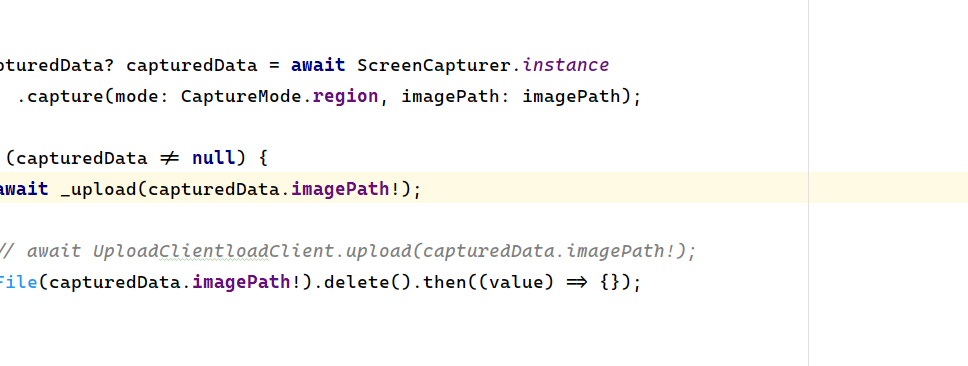 pturedData? capturedData = await ScreenCapturer.instance
.capture(mode: CaptureMode.region, imagePath: imagePath);
(capturedData ≠ null) {
await _upload(capturedData.imagePath!);
// await UploadClientloadClient.upload(capturedData.imagePath!);
File(capturedData.imagePath!).delete().then((value) ⇒ {});